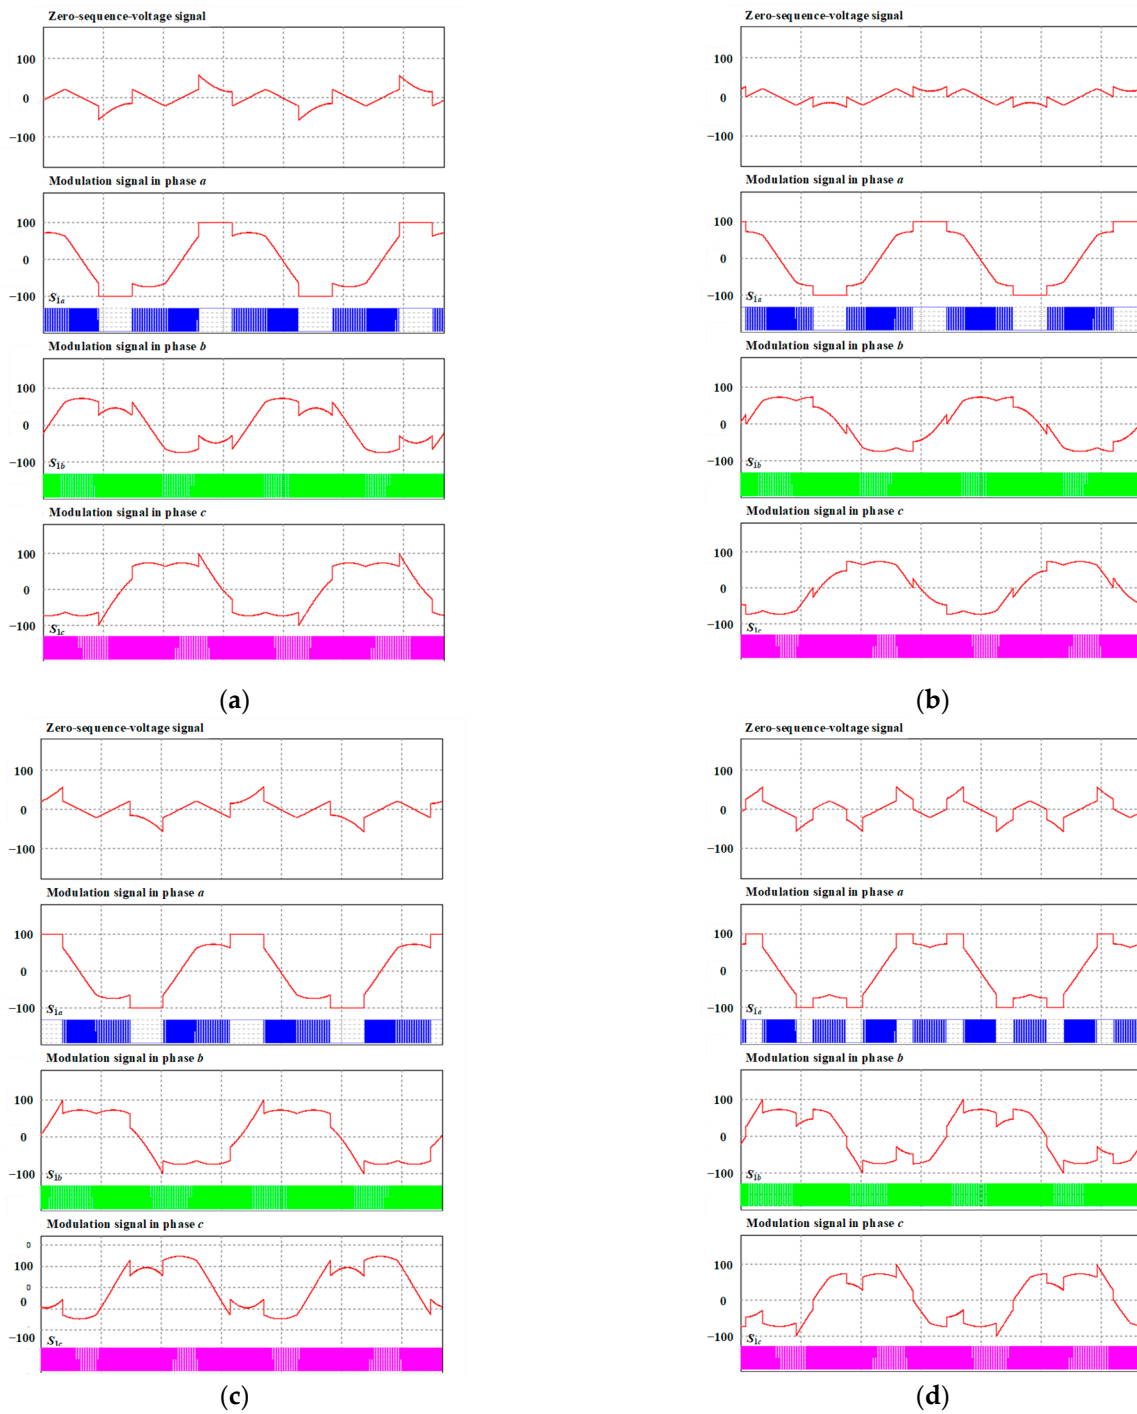 Zero-sequence-voltage signal
100
0
−100
Modulation signal in phase a
100
0
−100
S1a
Modulation signal in phase b
100
0
−100
S1b
Modulation signal in phase c
100
0
−100
S1c
(a)
Zero-sequence-voltage signal
100
0
−100
Modulation signal in phase a
100
0
−100
S1a
Modulation signal in phase b
100
0
−100
S1b
Modulation signal in phase c
100
0
−100
S1c
(b)
Zero-sequence-voltage signal
100
0
−100
Modulation signal in phase a
100
0
−100
S1a
Modulation signal in phase b
100
0
−100
S1b
Modulation signal in phase c
0
100
0
0
−100
S1c
(c)
Zero-sequence-voltage signal
100
0
−100
Modulation signal in phase a
100
0
−100
S1a
Modulation signal in phase b
100
0
−100
S1b
Modulation signal in phase c
100
0
−100
S1c
(d)